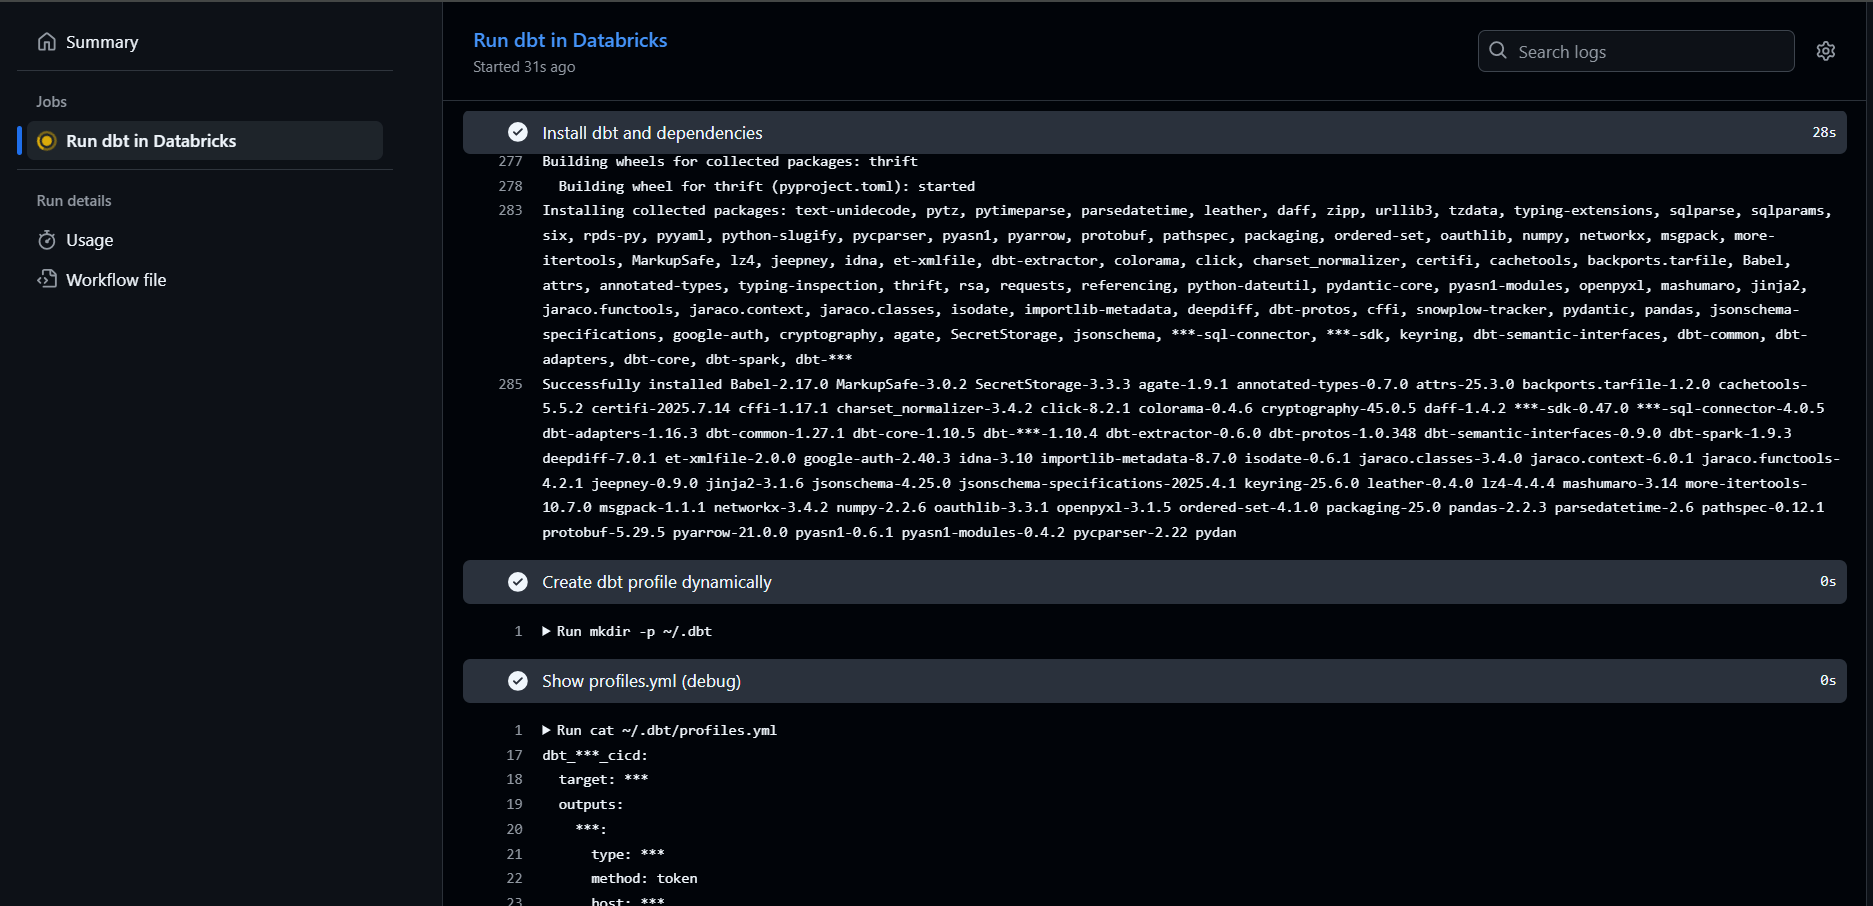 Summary
Jobs
Run dbt in Databricks
Run details
Usage
Workflow file
Run dbt in Databricks
Started 31s ago
Search logs
Install dbt and dependencies 28s
277 Building wheels for collected packages: thrift
278 Building wheel for thrift (pyproject.toml): started
283 Installing collected packages: text-unidecode, pytz, pytimeparse, parsedatetime, leather, daff, zipp, urllib3, tzdata, typing-extensions, sqlparse, sqlparams,
six, rpds-py, pyyaml, python-slugify, pycparser, pyasn1, pyarrow, protobuf, pathspec, packaging, ordered-set, oauthlib, numpy, networkx, msgpack, more-
itertools, MarkupSafe, lz4, jeepney, idna, et-xmlfile, dbt-extractor, colorama, click, charset_normalizer, certifi, cachetools, backports.tarfile, Babel,
attrs, annotated-types, typing-inspection, thrift, rsa, requests, referencing, python-dateutil, pydantic-core, pyasn1-modules, openpyxl, mashumaro, jinja2,
jaraco.functools, jaraco.context, jaraco.classes, isodate, importlib-metadata, deepdiff, dbt-protos, cffi, snowplow-tracker, pydantic, pandas, jsonschema-
specifications, google-auth, cryptography, agate, SecretStorage, jsonschema, ***-sql-connector, ***-sdk, keyring, dbt-semantic-interfaces, dbt-common, dbt-
adapters, dbt-core, dbt-spark, dbt-***
285 Successfully installed Babel-2.17.0 MarkupSafe-3.0.2 SecretStorage-3.3.3 agate-1.9.1 annotated-types-0.7.0 attrs-25.3.0 backports.tarfile-1.2.0 cachetools-
5.5.2 certifi-2025.7.14 cffi-1.17.1 charset_normalizer-3.4.2 click-8.2.1 colorama-0.4.6 cryptography-45.0.5 daff-1.4.2 ***-sdk-0.47.0 ***-sql-connector-4.0.5
dbt-adapters-1.16.3 dbt-common-1.27.1 dbt-core-1.10.5 dbt-***-1.10.4 dbt-extractor-0.6.0 dbt-protos-1.0.348 dbt-semantic-interfaces-0.9.0 dbt-spark-1.9.3
deepdiff-7.0.1 et-xmlfile-2.0.0 google-auth-2.40.3 idna-3.10 importlib-metadata-8.7.0 isodate-0.6.1 jaraco.classes-3.4.0 jaraco.context-6.0.1 jaraco.functools-
4.2.1 jeepney-0.9.0 jinja2-3.1.6 jsonschema-4.25.0 jsonschema-specifications-2025.4.1 keyring-25.6.0 leather-0.4.0 lz4-4.4.4 mashumaro-3.14 more-itertools-
10.7.0 msgpack-1.1.1 networkx-3.4.2 numpy-2.2.6 oauthlib-3.3.1 openpyxl-3.1.5 ordered-set-4.1.0 packaging-25.0 pandas-2.2.3 parsedatetime-2.6 pathspec-0.12.1
protobuf-5.29.5 pyarrow-21.0.0 pyasn1-0.6.1 pyasn1-modules-0.4.2 pycparser-2.22 pydan
Create dbt profile dynamically 0s
1 Run mkdir -p ~/.dbt
Show profiles.yml (debug) 0s
1 Run cat ~/.dbt/profiles.yml
17 dbt_***_cicd:
18 target: ***
19 outputs:
20 ***:
21 type: ***
22 method: token
23 host: ***